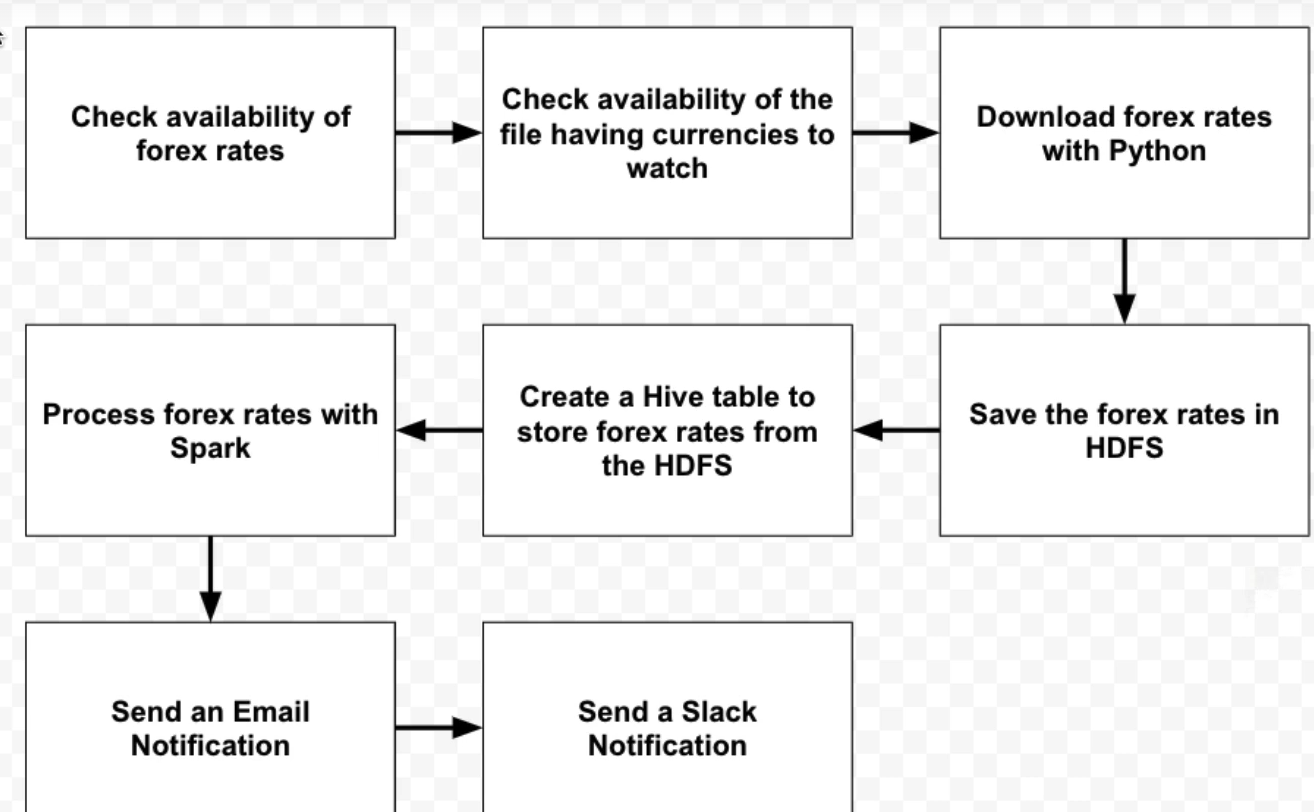 Check availability of
forex rates
Check availability of the
file having currencies to
watch
Download forex rates
with Python
Save the forex rates in
HDFS
Create a Hive table to
store forex rates from
the HDFS
Process forex rates with
Spark
Send an Email
Notification
Send a Slack
Notification